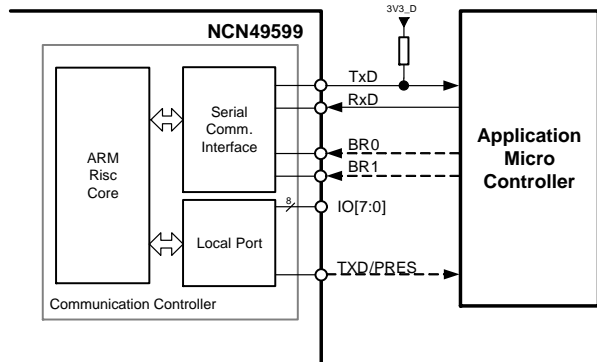 3V3_D
NCN49599
TxD
RxD
Serial
Comm.
Interface
BR0
BR1
ARM
Risc
Core
Application
Micro
Controller
8
IO[7:0]
Local Port
TXD/PRES
Communication Controller